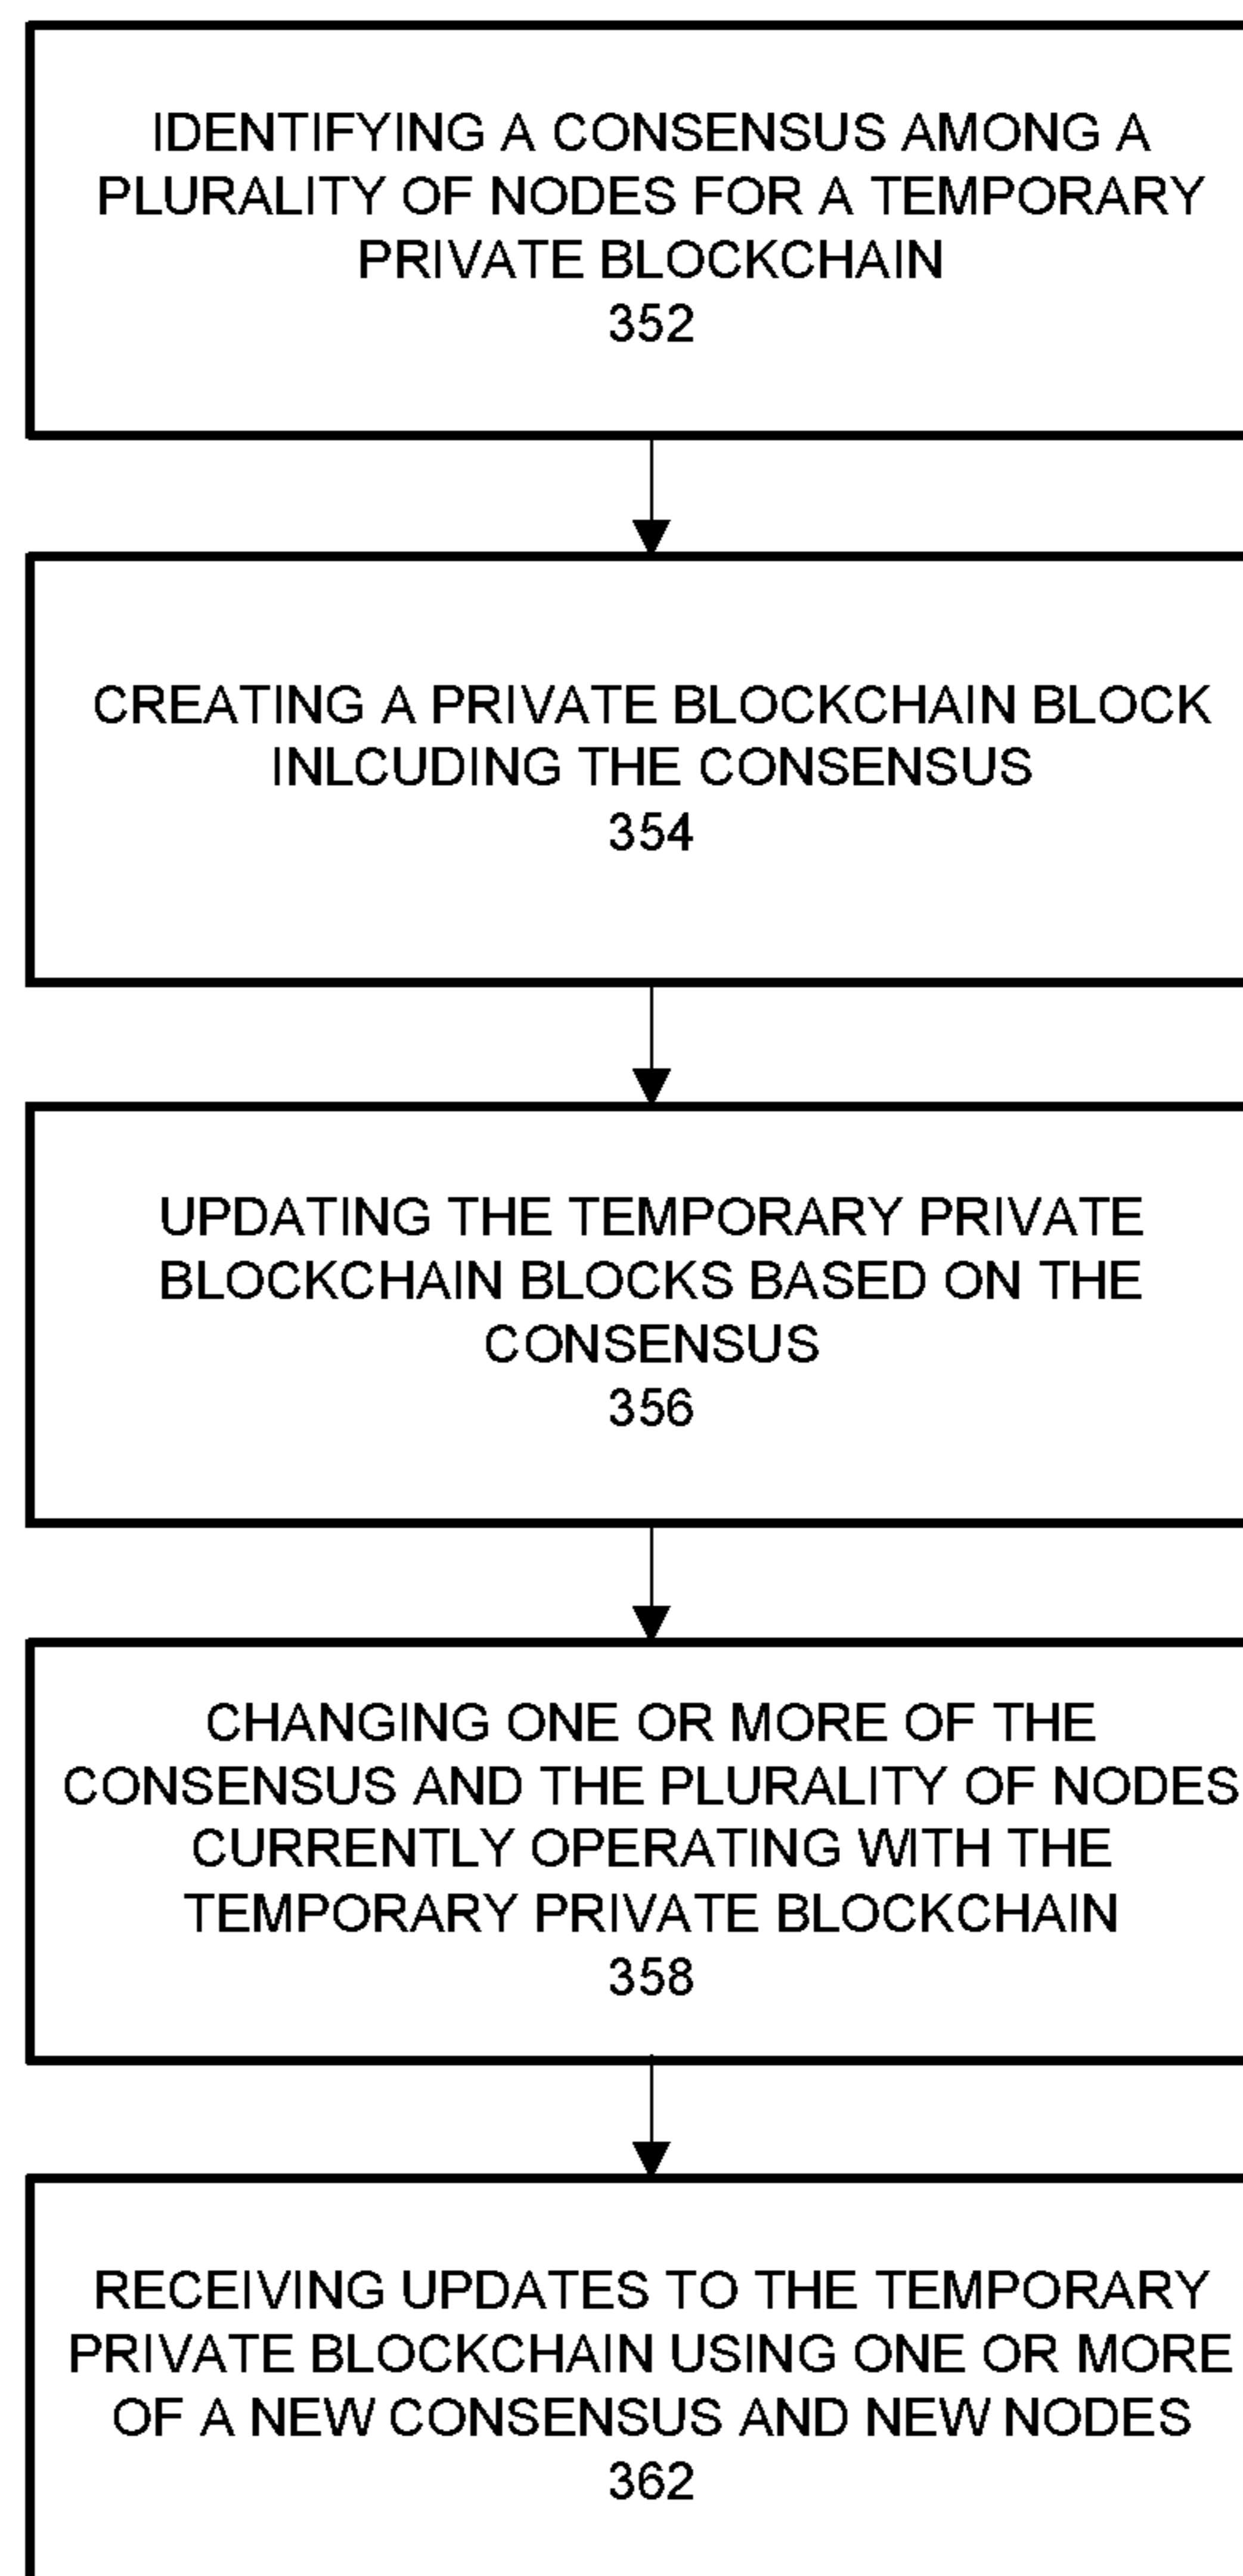 IDENTIFYING A CONSENSUS AMONG A
PLURALITY OF NODES FOR A TEMPORARY
PRIVATE BLOCKCHAIN
352
CREATING A PRIVATE BLOCKCHAIN BLOCK
INLCUDING THE CONSENSUS
354
UPDATING THE TEMPORARY PRIVATE
BLOCKCHAIN BLOCKS BASED ON THE
CONSENSUS
356
CHANGING ONE OR MORE OF THE
CONSENSUS AND THE PLURALITY OF NODES
CURRENTLY OPERATING WITH THE
TEMPORARY PRIVATE BLOCKCHAIN
358
RECEIVING UPDATES TO THE TEMPORARY
PRIVATE BLOCKCHAIN USING ONE OR MORE
OF A NEW CONSENSUS AND NEW NODES
362